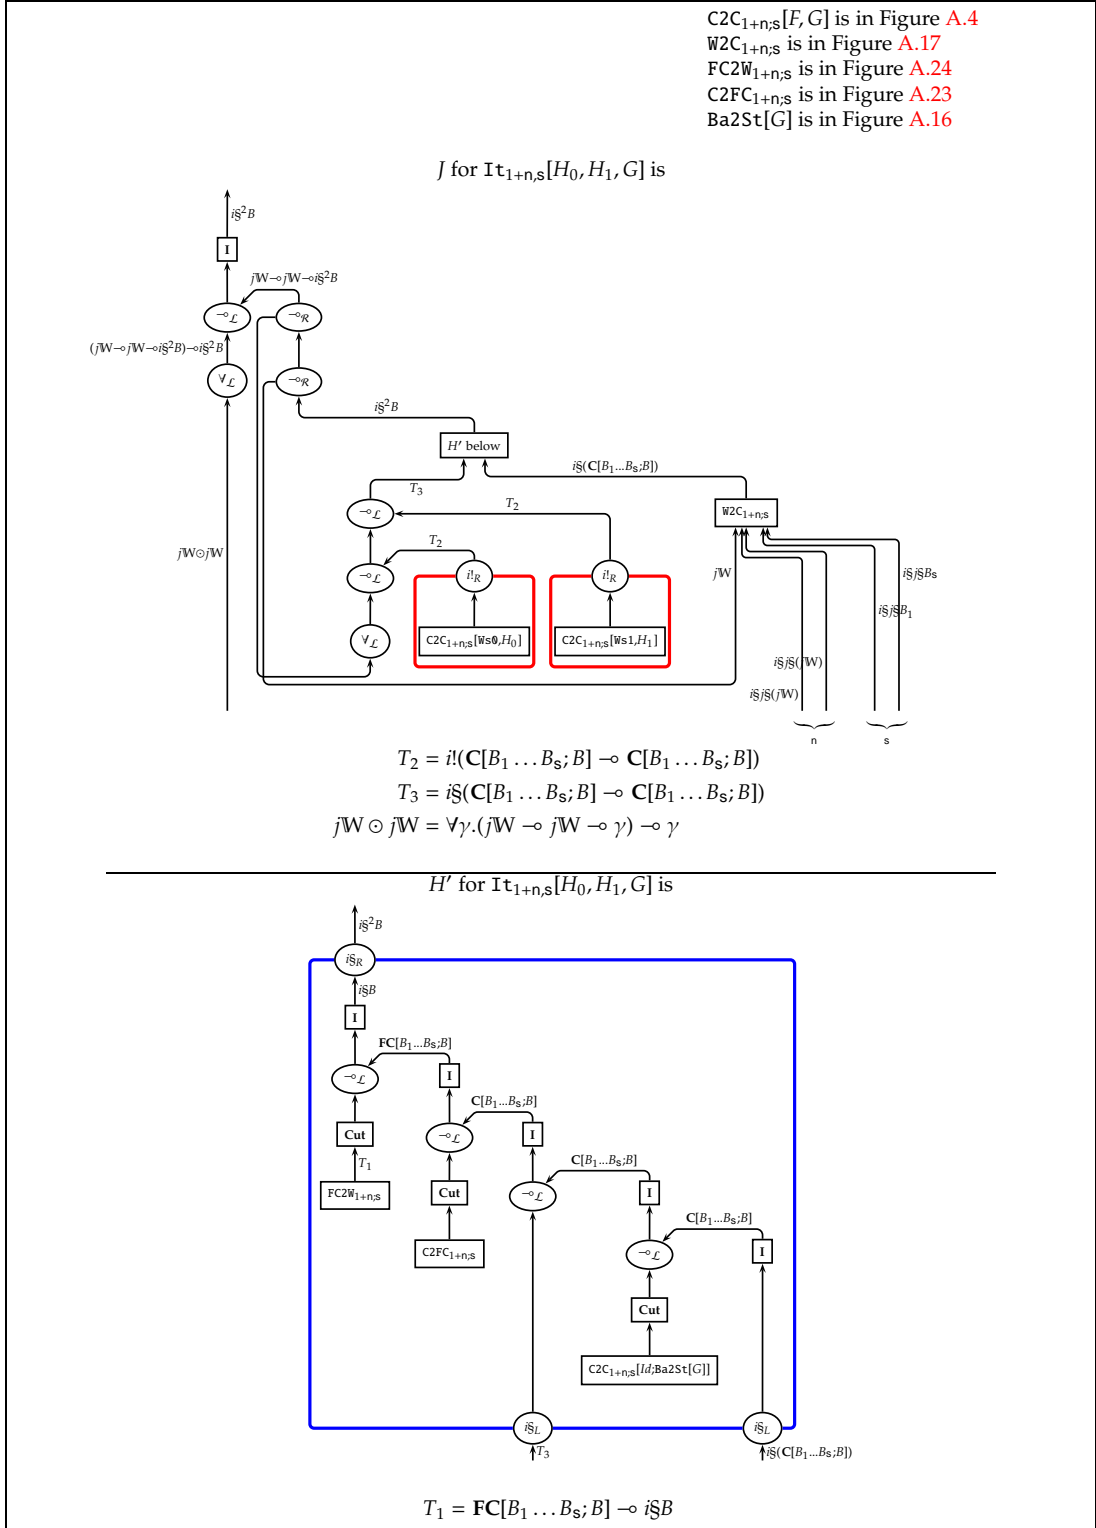 C2C₁₊ₙ;ₛ[F, G] is in Figure A.4
W2C₁₊ₙ;ₛ is in Figure A.17
FC2W₁₊ₙ;ₛ is in Figure A.24
C2FC₁₊ₙ;ₛ is in Figure A.23
Ba2St[G] is in Figure A.16
J for It₁₊ₙ,ₛ[H₀, H₁, G] is
i§²B
I
j𝕎⊸j𝕎⊸i§²B
⊸ℒ
⊸ℛ
(j𝕎⊸j𝕎⊸i§²B)⊸i§²B
∀ℒ
⊸ℛ
i§²B
H′ below
i§(C[B₁...Bₛ;B])
T₃
⊸ℒ
T₂
W2C₁₊ₙ;ₛ
j𝕎⊙j𝕎
T₂
⊸ℒ
i!R
i!R
j𝕎
i§j§Bₛ
i§j§B₁
∀ℒ
C2C₁₊ₙ;ₛ[Ws0,H₀]
C2C₁₊ₙ;ₛ[Ws1,H₁]
i§j§(j𝕎)
i§j§(j𝕎)
n
s
T₂ = i!(C[B₁ … Bₛ; B] ⊸ C[B₁ … Bₛ; B])
T₃ = i§(C[B₁ … Bₛ; B] ⊸ C[B₁ … Bₛ; B])
j𝕎 ⊙ j𝕎 = ∀γ.(j𝕎 ⊸ j𝕎 ⊸ γ) ⊸ γ
H′ for It₁₊ₙ,ₛ[H₀, H₁, G] is
i§²B
i§R
i§B
I
FC[B₁...Bₛ;B]
⊸ℒ
I
C[B₁...Bₛ;B]
Cut
⊸ℒ
I
T₁
C[B₁...Bₛ;B]
FC2W₁₊ₙ;ₛ
Cut
⊸ℒ
I
C[B₁...Bₛ;B]
C2FC₁₊ₙ;ₛ
⊸ℒ
I
Cut
C2C₁₊ₙ;ₛ[Id;Ba2St[G]]
i§L
i§L
T₃
i§(C[B₁...Bₛ;B])
T₁ = FC[B₁ … Bₛ; B] ⊸ i§B